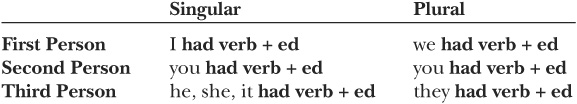 Singular Plural
First Person I had verb + ed we had verb + ed
Second Person you had verb + ed you had verb + ed
Third Person he, she, it had verb + ed they had verb + ed